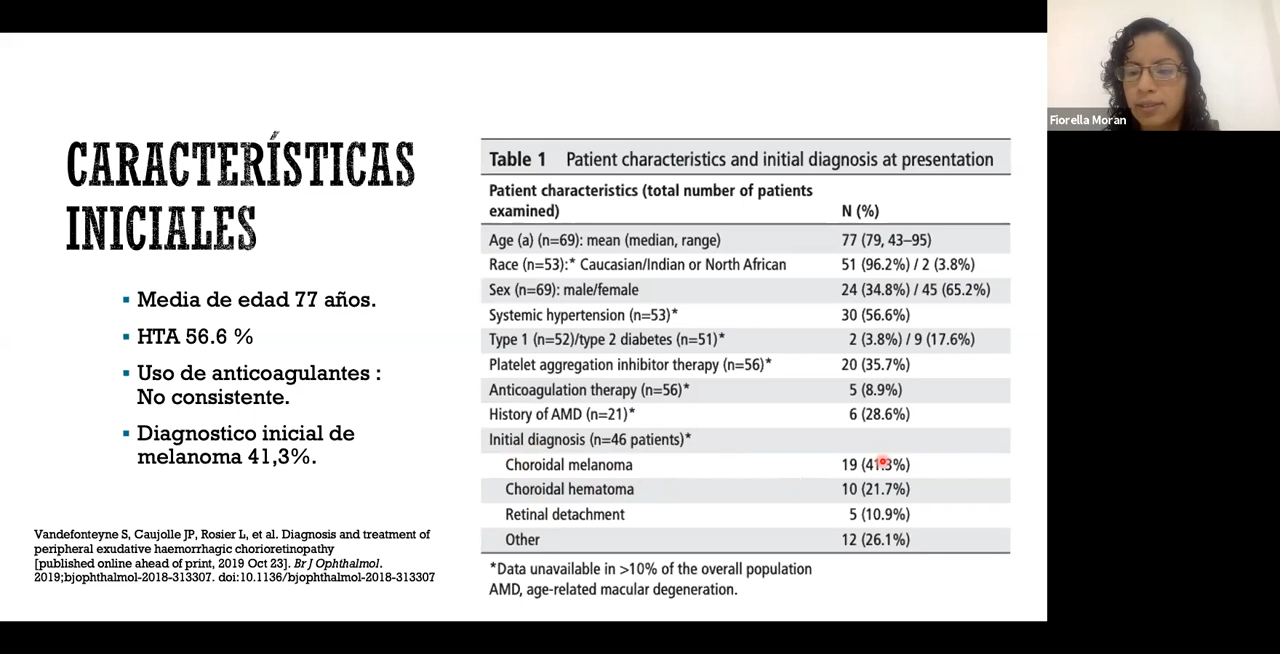 CARACTERÍSTICAS
INICIALES
▪ Media de edad 77 años.
▪ HTA 56.6 %
▪ Uso de anticoagulantes :
No consistente.
▪ Diagnostico inicial de
melanoma 41,3%.
Vandefonteyne S, Caujolle JP, Rosier L, et al. Diagnosis and treatment of
peripheral exudative haemorrhagic chorioretinopathy
[published online ahead of print, 2019 Oct 23]. Br J Ophthalmol.
2019;bjophthalmol-2018-313307. doi:10.1136/bjophthalmol-2018-313307
Table 1 Patient characteristics and initial diagnosis at presentation
Patient characteristics (total number of patients
examined) N (%)
Age (a) (n=69): mean (median, range) 77 (79, 43–95)
Race (n=53):* Caucasian/Indian or North African 51 (96.2%) / 2 (3.8%)
Sex (n=69): male/female 24 (34.8%) / 45 (65.2%)
Systemic hypertension (n=53)* 30 (56.6%)
Type 1 (n=52)/type 2 diabetes (n=51)* 2 (3.8%) / 9 (17.6%)
Platelet aggregation inhibitor therapy (n=56)* 20 (35.7%)
Anticoagulation therapy (n=56)* 5 (8.9%)
History of AMD (n=21)* 6 (28.6%)
Initial diagnosis (n=46 patients)*
Choroidal melanoma 19 (41.3%)
Choroidal hematoma 10 (21.7%)
Retinal detachment 5 (10.9%)
Other 12 (26.1%)
*Data unavailable in >10% of the overall population
AMD, age-related macular degeneration.
Fiorella Moran